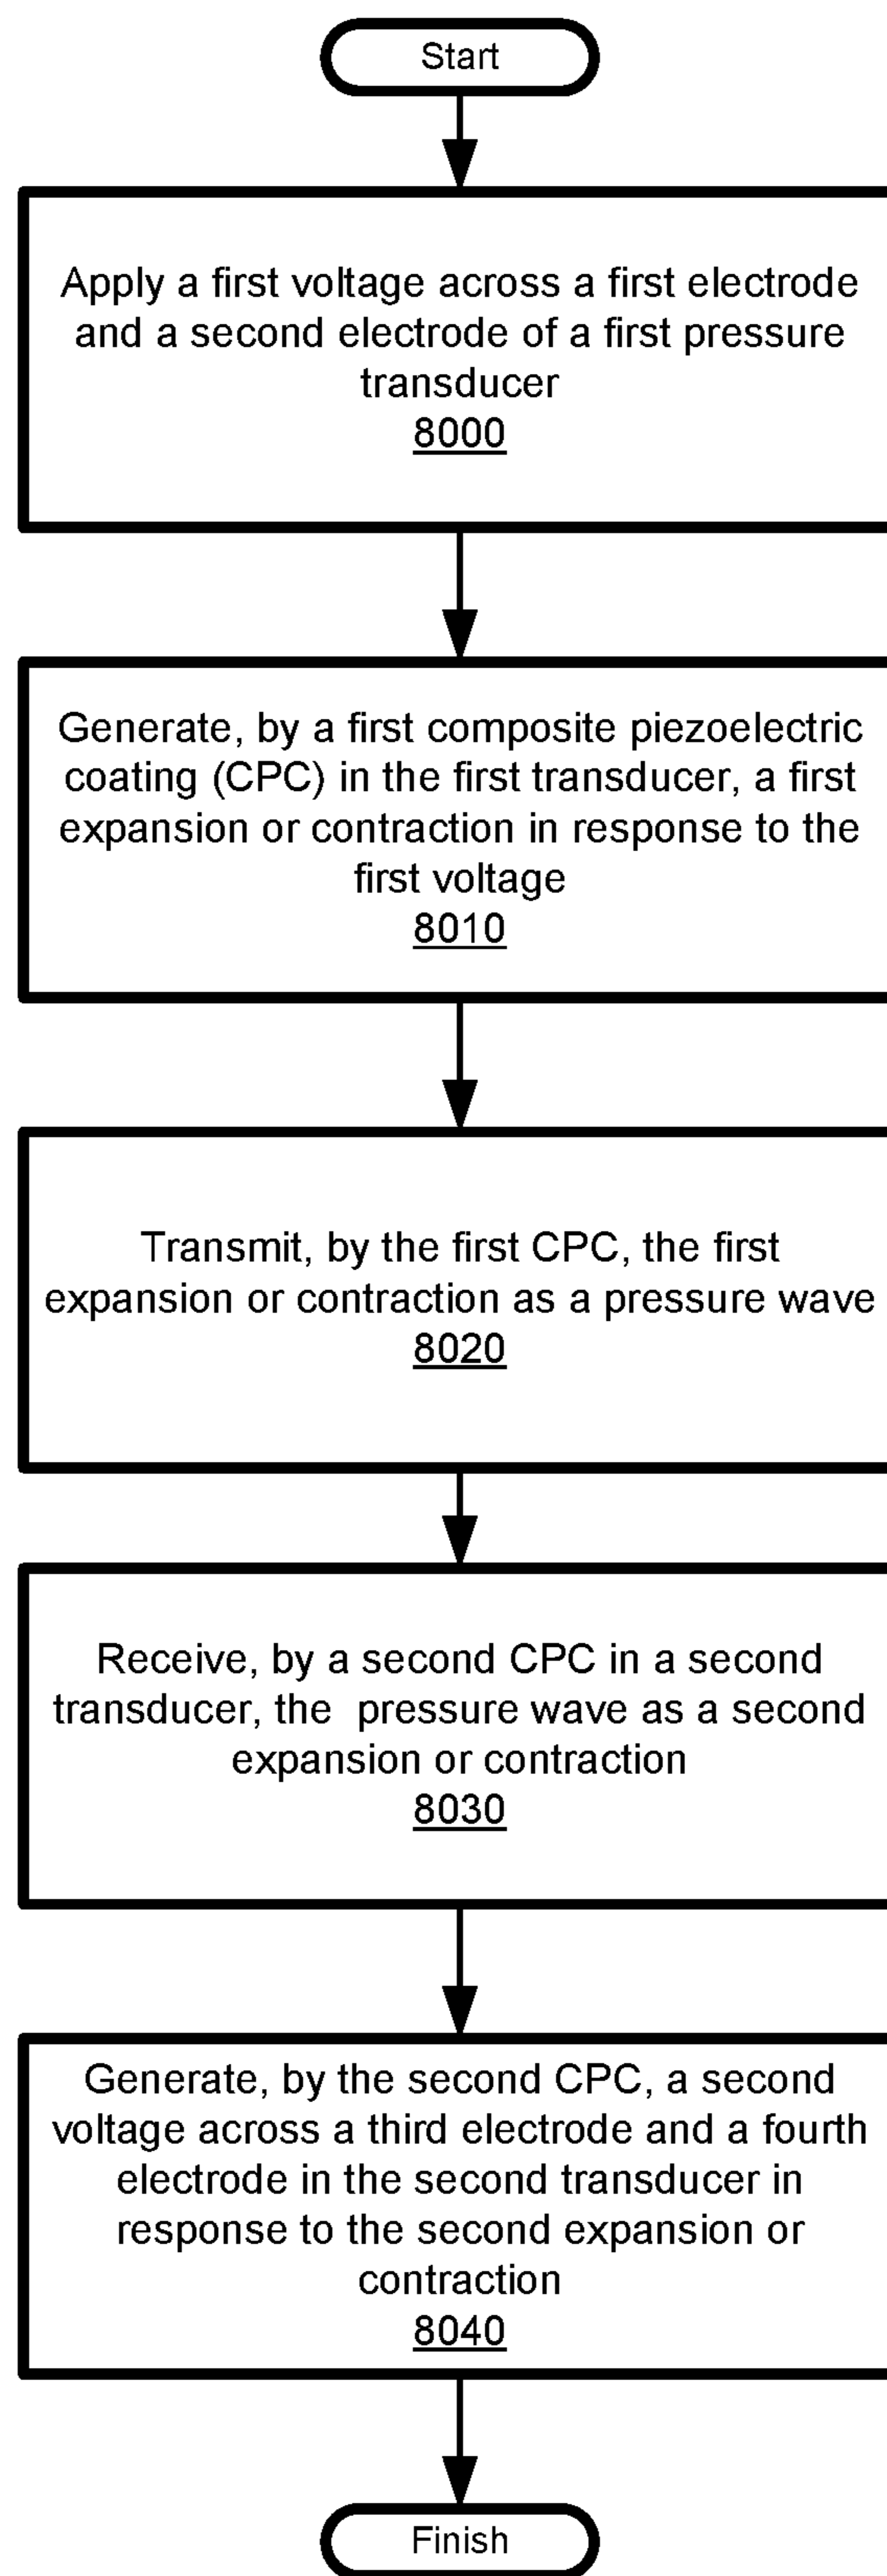 Start
Apply a first voltage across a first electrode
and a second electrode of a first pressure
transducer
8000
Generate, by a first composite piezoelectric
coating (CPC) in the first transducer, a first
expansion or contraction in response to the
first voltage
8010
Transmit, by the first CPC, the first
expansion or contraction as a pressure wave
8020
Receive, by a second CPC in a second
transducer, the  pressure wave as a second
expansion or contraction
8030
Generate, by the second CPC, a second
voltage across a third electrode and a fourth
electrode in the second transducer in
response to the second expansion or
contraction
8040
Finish